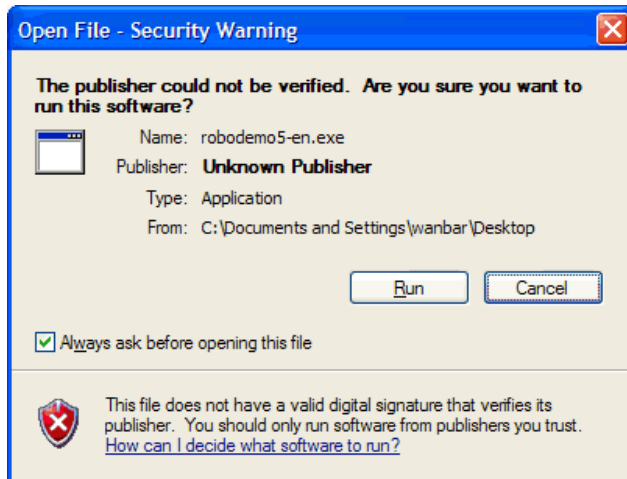 Open File - Security Warning
The publisher could not be verified.  Are you sure you want to
run this software?
Name: robodemo5-en.exe
Publisher: Unknown Publisher
Type: Application
From: C:\Documents and Settings\wanbar\Desktop
Run Cancel
Always ask before opening this file
This file does not have a valid digital signature that verifies its
publisher.  You should only run software from publishers you trust.
How can I decide what software to run?